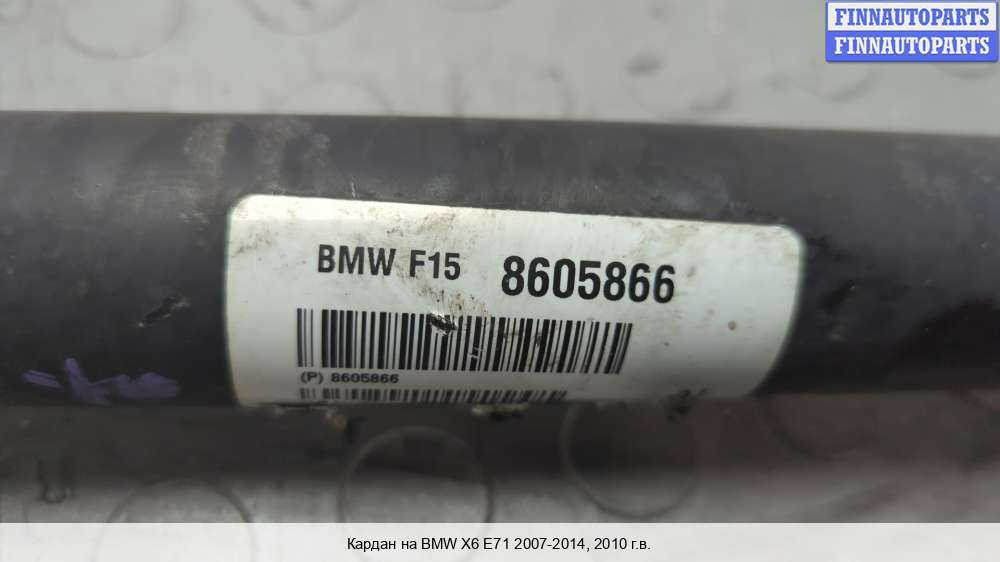 FINNAUTOPARTS
FINNAUTOPARTS
BMW F15 8605866
(P) 8605866
Кардан на BMW X6 E71 2007-2014, 2010 г.в.